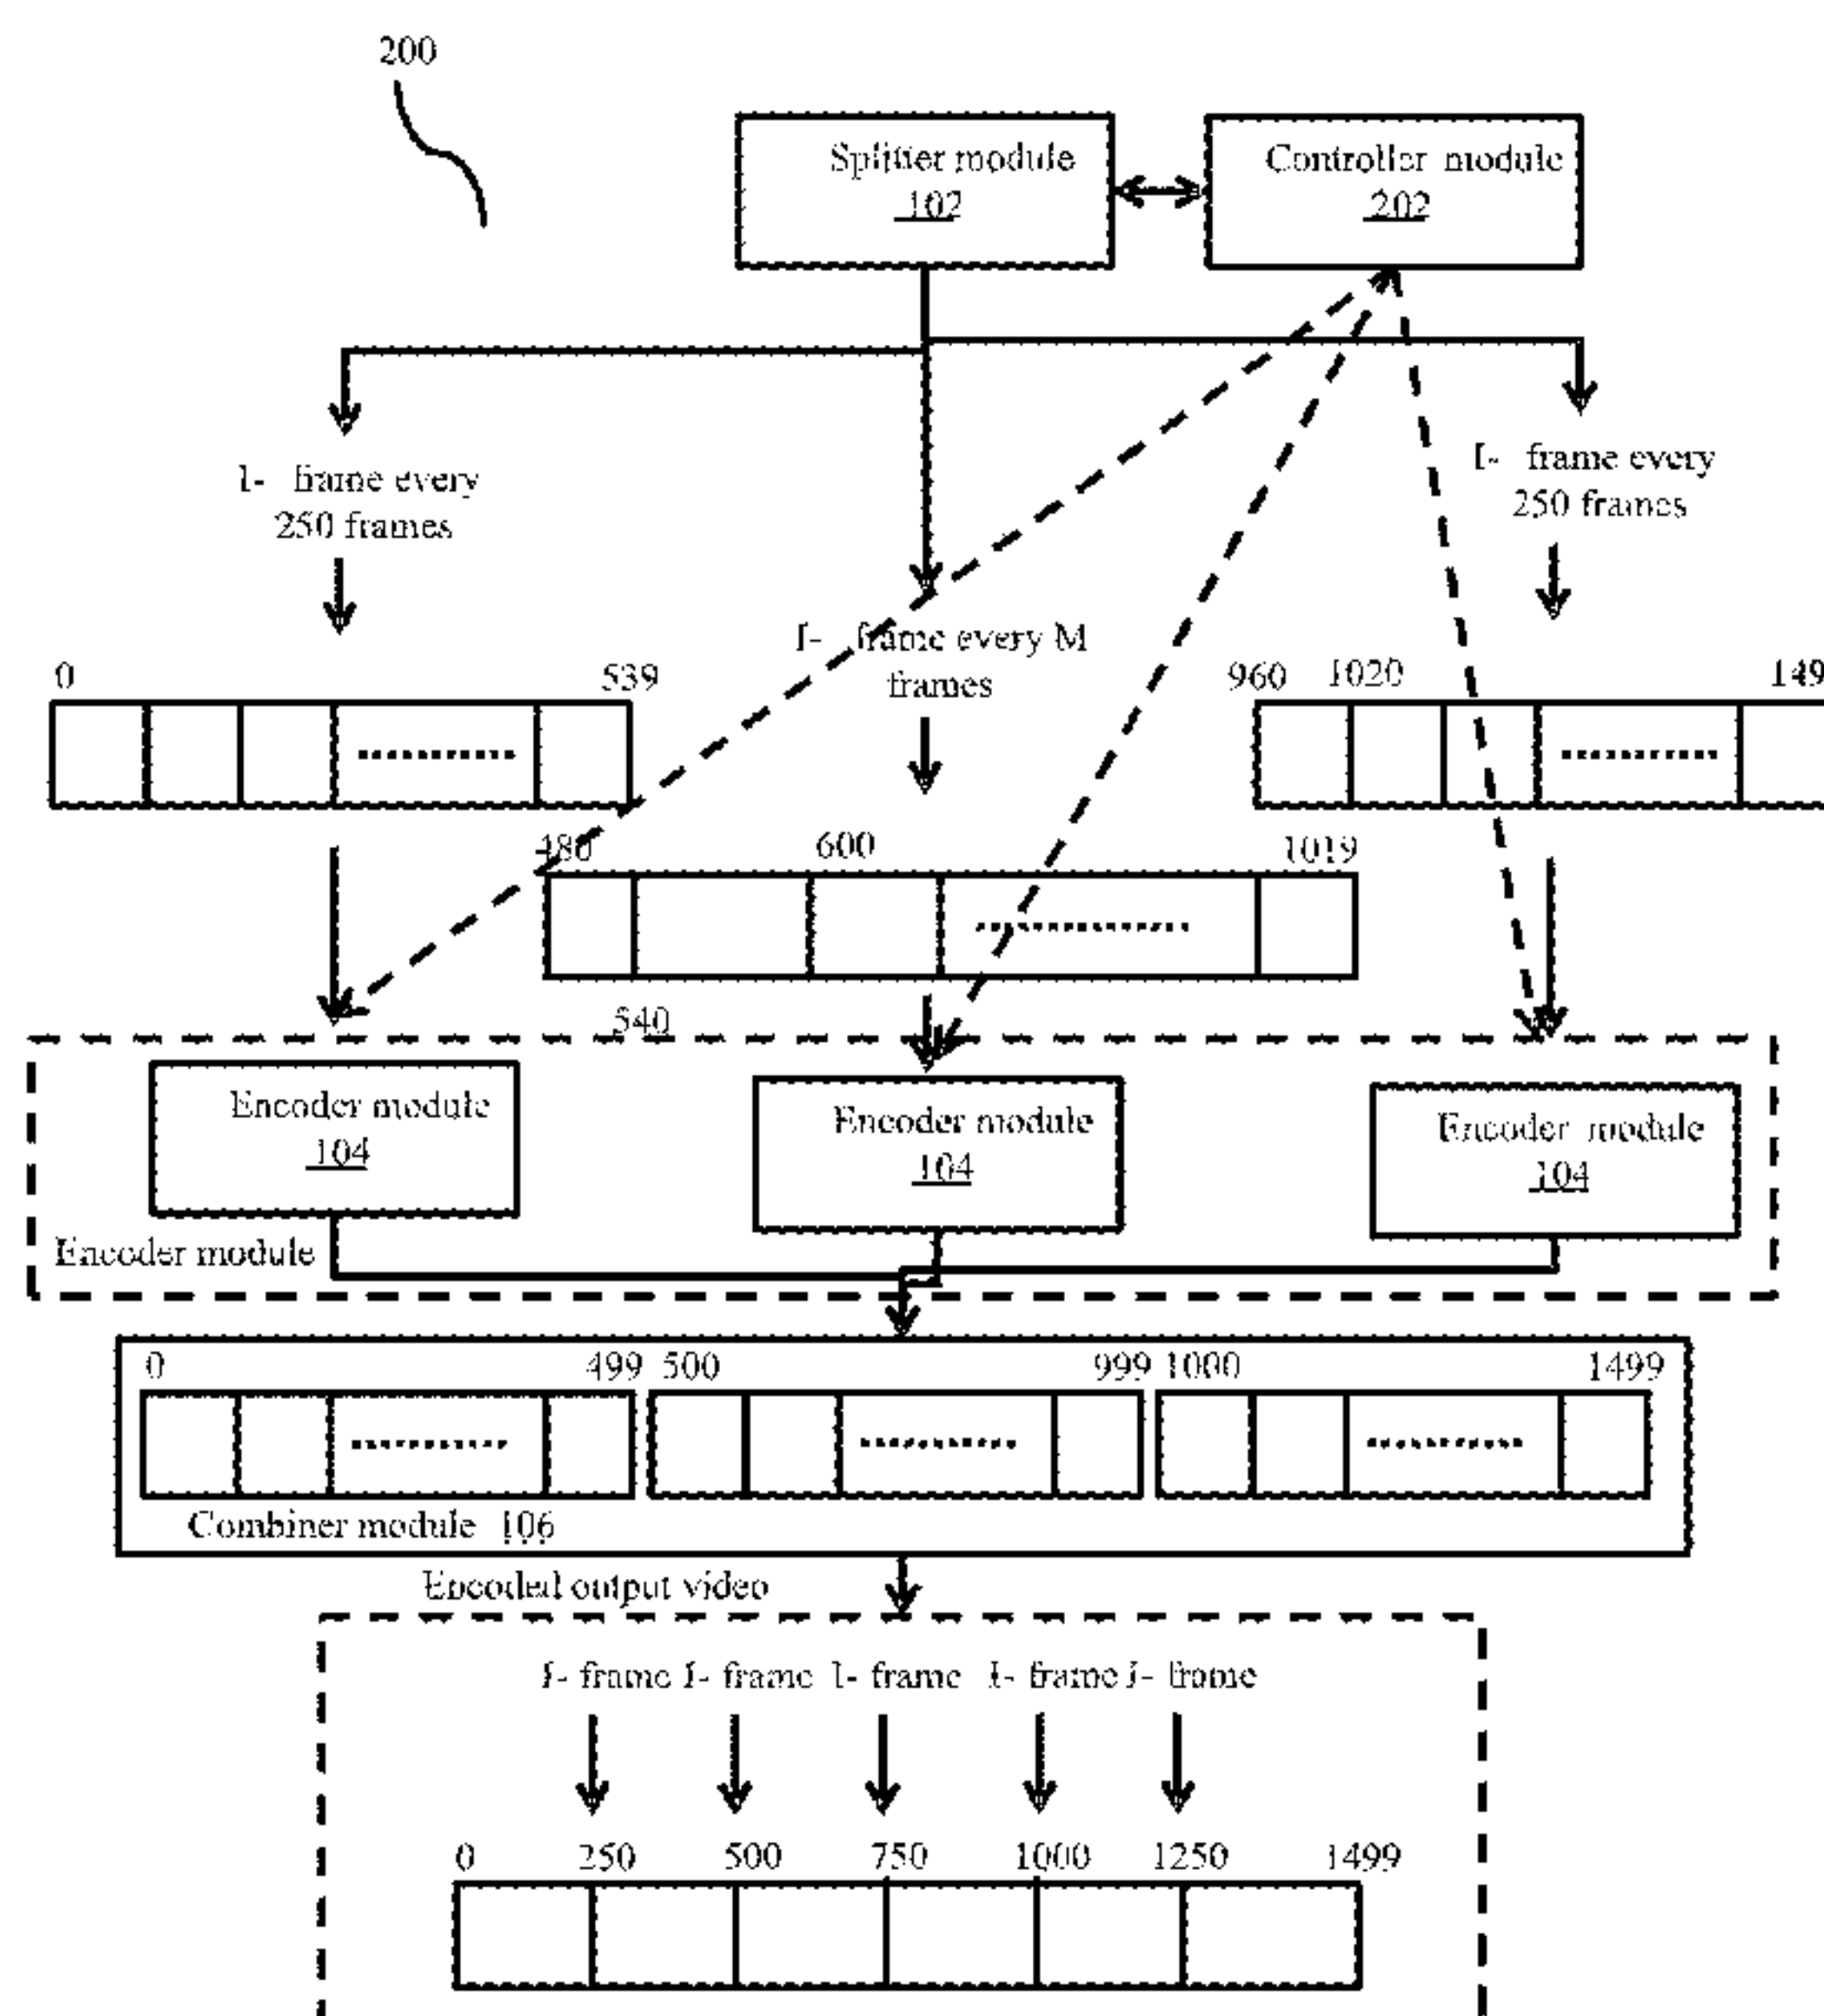 200
Splitter module
102
Controller module
202
I- frame every
250 frames
I- frame every
250 frames
I- frame every M
frames
0 539
960 1020 149
480 600 1019
540
Encoder module
104
Encoder module
104
Encoder module
104
Encoder module
0 499 500 999 1000 1499
Combiner module 106
Encoded output video
I- frame I- frame I- frame I- frame I- frame
0 250 500 750 1000 1250 1499